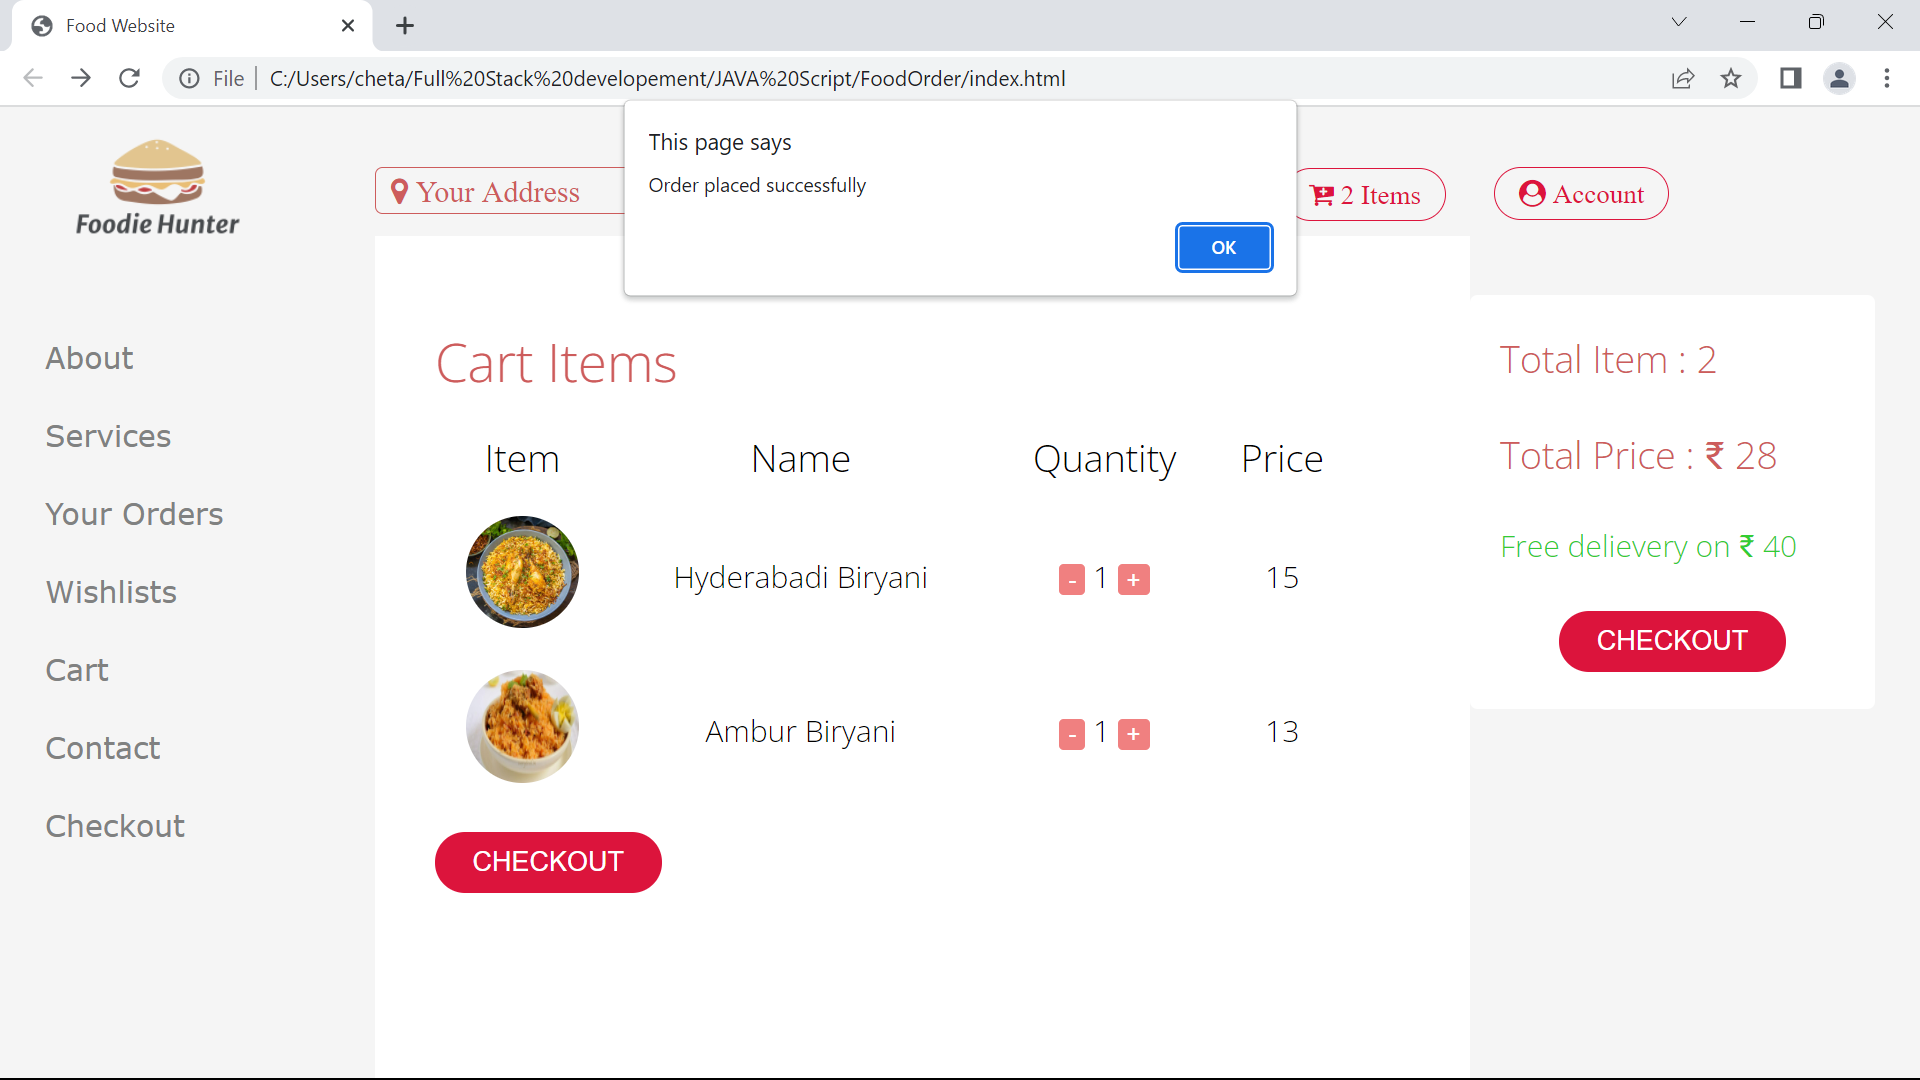 Food Website
File
C:/Users/cheta/Full%20Stack%20developement/JAVA%20Script/FoodOrder/index.html
This page says
Order placed successfully
OK
Foodie Hunter
Your Address
2 Items
Account
About
Services
Your Orders
Wishlists
Cart
Contact
Checkout
Cart Items
Item Name Quantity Price
Hyderabadi Biryani - 1 + 15
Ambur Biryani - 1 + 13
CHECKOUT
Total Item : 2
Total Price : ₹ 28
Free delievery on ₹ 40
CHECKOUT